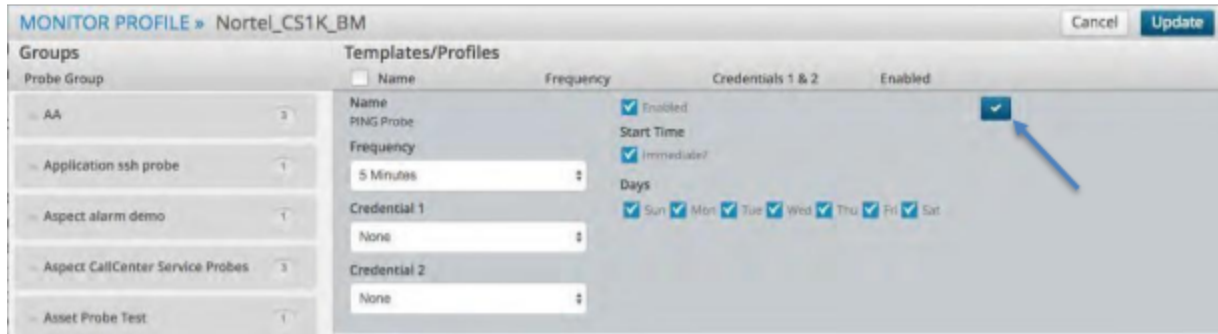 MONITOR PROFILE » Nortel_CS1K_BM
Cancel
Update
Groups
Templates/Profiles
Probe Group
Name Frequency Credentials 1 & 2 Enabled
AA 3
Application ssh probe 1
Aspect alarm demo 1
Aspect CallCenter Service Probes 3
Asset Probe Test 1
Name
PING Probe
Frequency
5 Minutes
Credential 1
None
Credential 2
None
Enabled
Start Time
Immediate?
Days
Sun Mon Tue Wed Thu Fri Sat